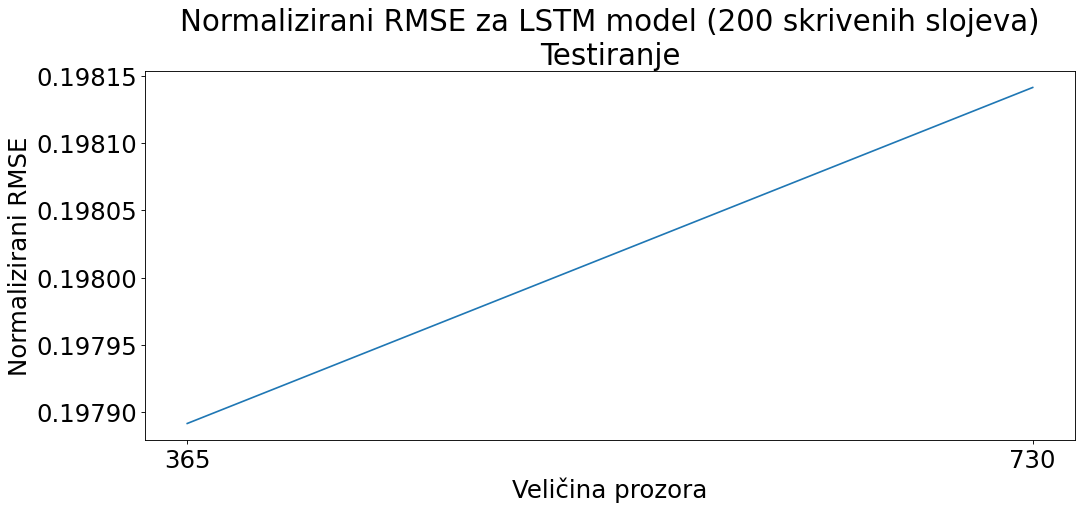 Normalizirani RMSE za LSTM model (200 skrivenih slojeva)
Testiranje
0.19815
0.19810
0.19805
0.19800
0.19795
0.19790
Normalizirani RMSE
365
730
Veličina prozora